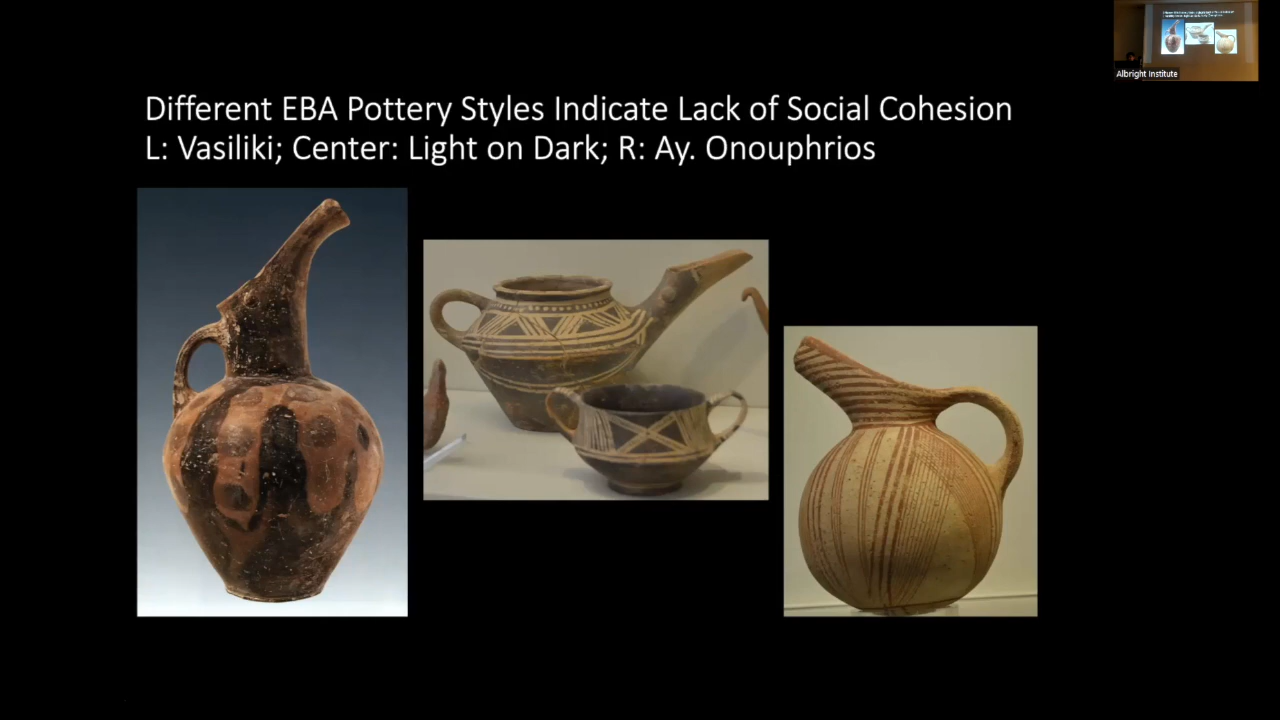 Different EBA Pottery Styles Indicate Lack of Social Cohesion
L: Vasiliki; Center: Light on Dark; R: Ay. Onouphrios
Albright Institute